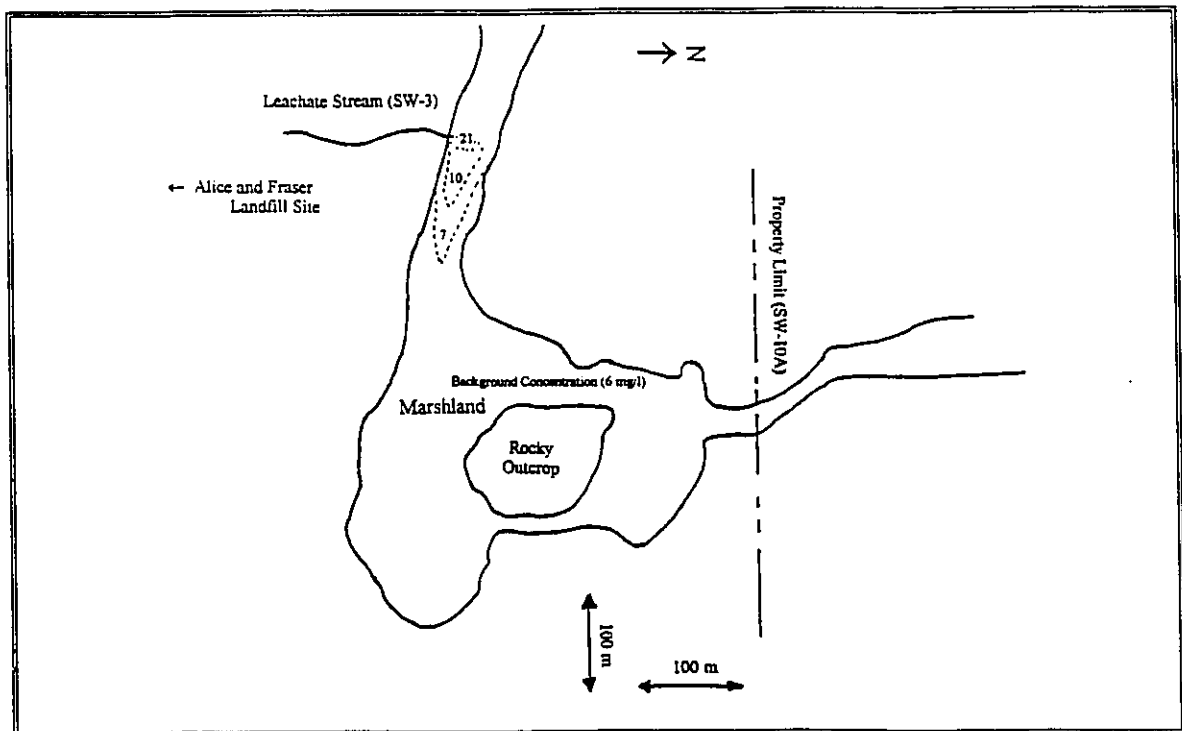 → N
Leachate Stream (SW-3)
21
10
← Alice and Fraser
Landfill Site
7
Property Limit (SW-10A)
Background Concentration (6 mg/l)
Marshland
Rocky
Outcrop
100 m
100 m